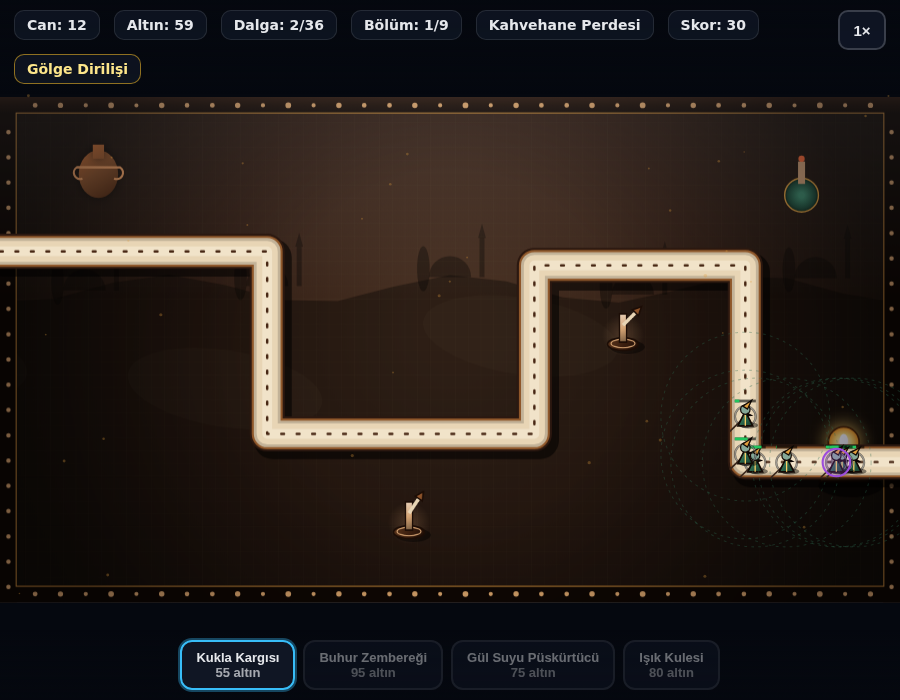 Can: 12
Altın: 59
Dalga: 2/36
Bölüm: 1/9
Kahvehane Perdesi
Skor: 30
1×
Gölge Dirilişi
Kukla Kargısı
55 altın
Buhur Zembereği
95 altın
Gül Suyu Püskürtücü
75 altın
Işık Kulesi
80 altın